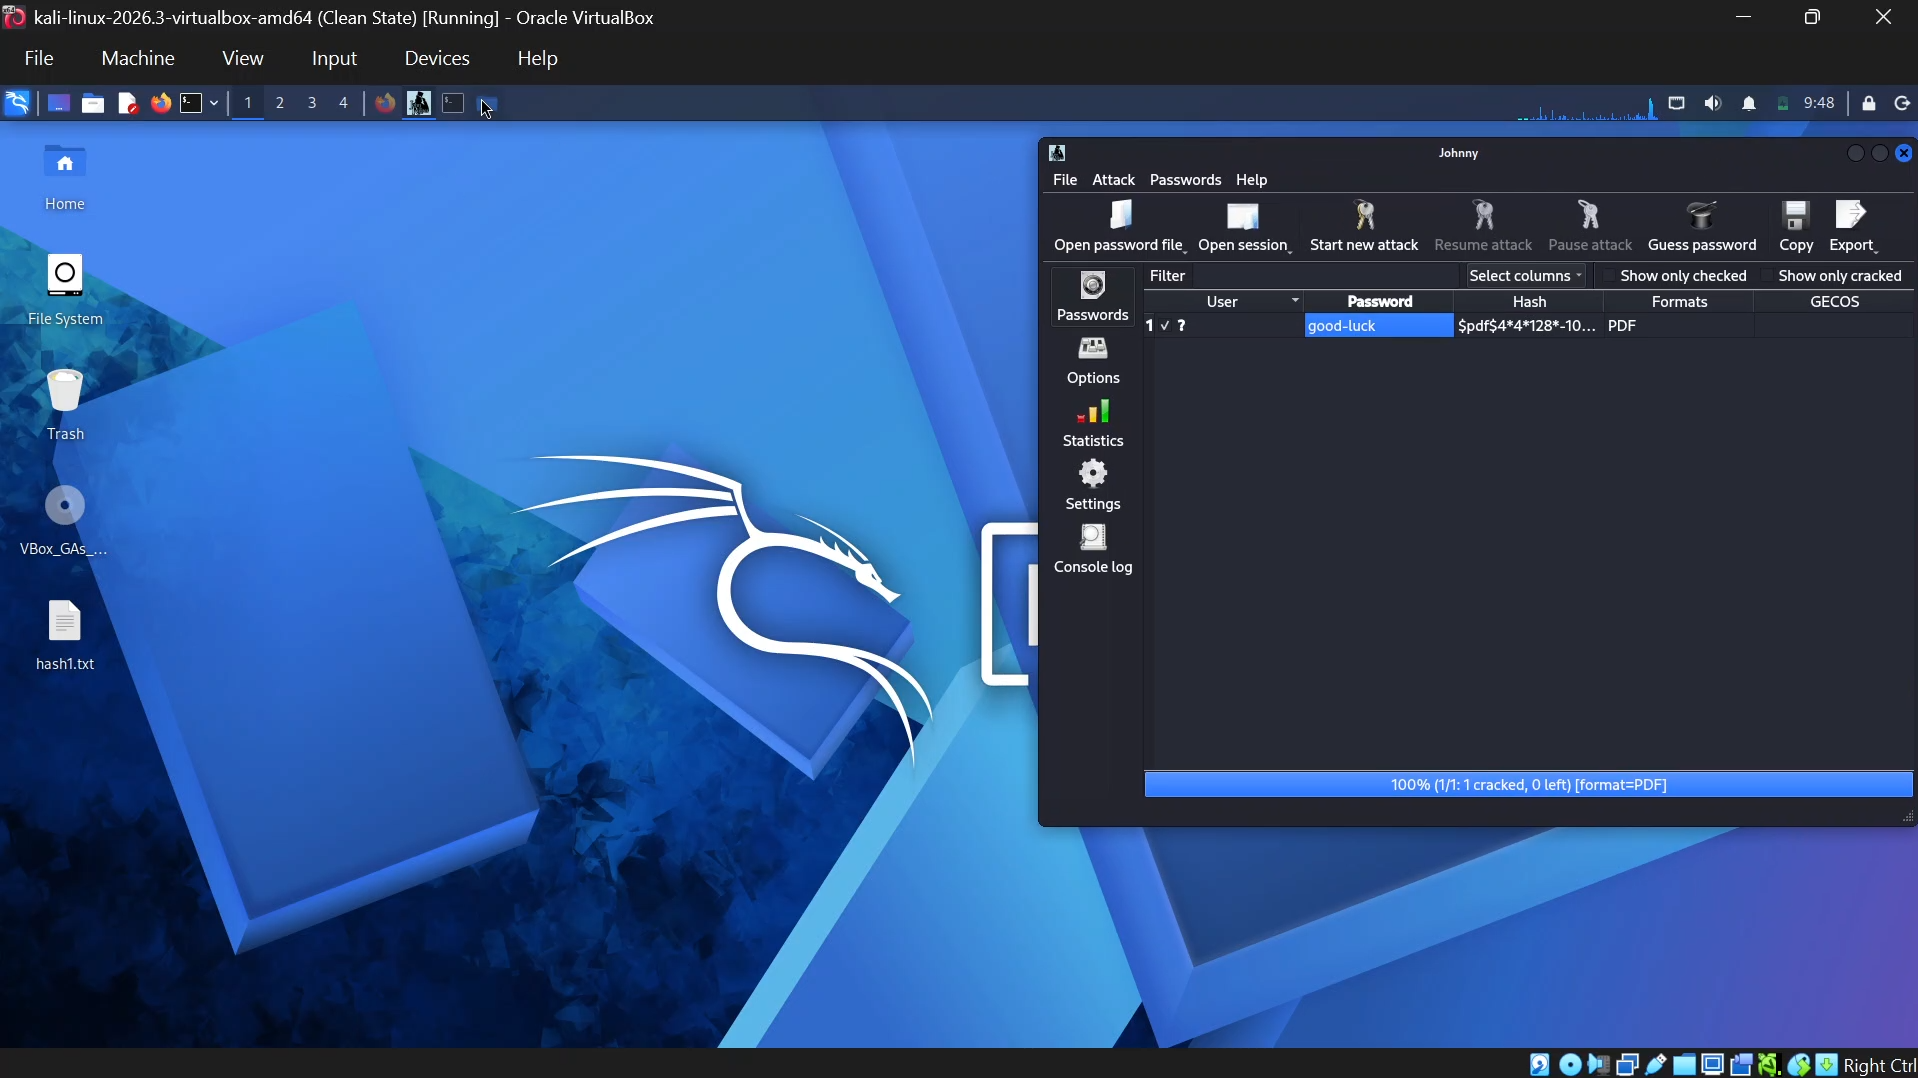 kali-linux-2026.3-virtualbox-amd64 (Clean State) [Running] - Oracle VirtualBox
File Machine View Input Devices Help
1 2 3 4 9:48
Home
File System
Trash
VBox_GAs_...
hash1.txt
Johnny
File Attack Passwords Help
Open password file Open session Start new attack Resume attack Pause attack Guess password Copy Export
Passwords
Options
Statistics
Settings
Console log
Filter Select columns Show only checked Show only cracked
User Password Hash Formats GECOS
1 ✓ ? good-luck $pdf$4*4*128*-10... PDF
100% (1/1: 1 cracked, 0 left) [format=PDF]
Right Ctrl